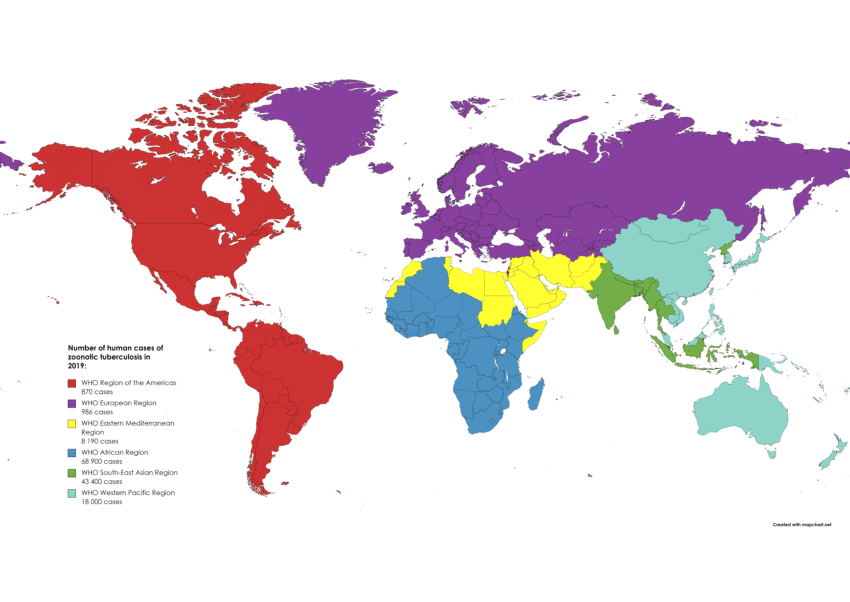 Number of human cases of
zoonotic tuberculosis in
2019:
WHO Region of the Americas
870 cases
WHO European Region
986 cases
WHO Eastern Mediterranean
Region
8 190 cases
WHO African Region
68 900 cases
WHO South-East Asian Region
43 400 cases
WHO Western Pacific Region
18 000 cases
Created with mapchart.net